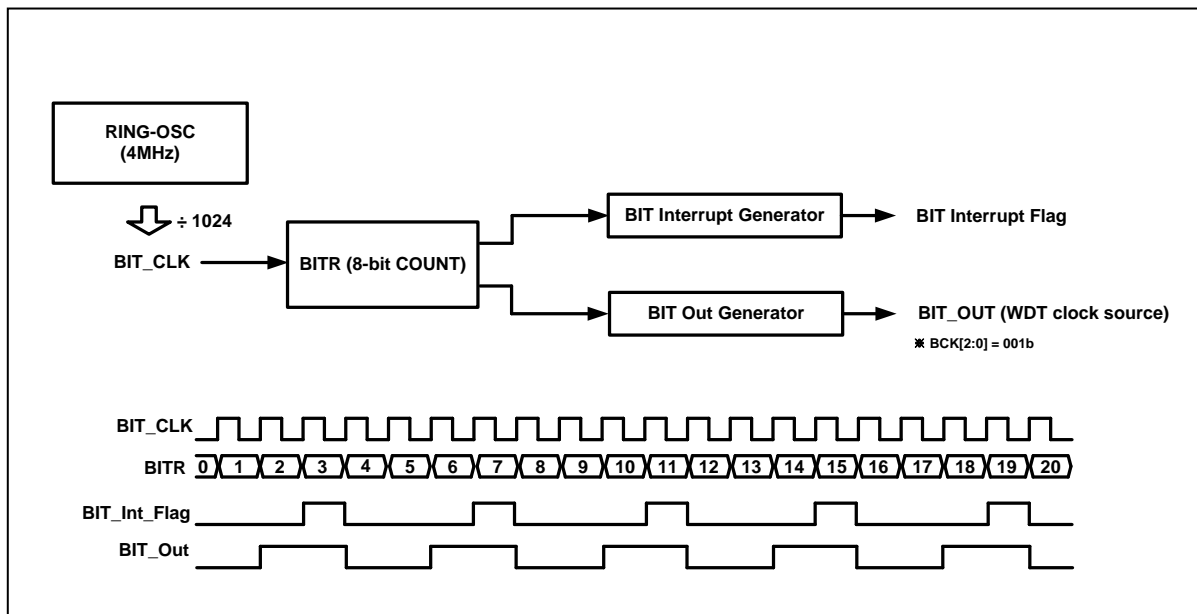 RING-OSC
(4MHz)
÷ 1024
BIT_CLK
BITR (8-bit COUNT)
BIT Interrupt Generator
BIT Interrupt Flag
BIT Out Generator
BIT_OUT (WDT clock source)
※ BCK[2:0] = 001b
BIT_CLK
BITR 0 1 2 3 4 5 6 7 8 9 10 11 12 13 14 15 16 17 18 19 20
BIT_Int_Flag
BIT_Out